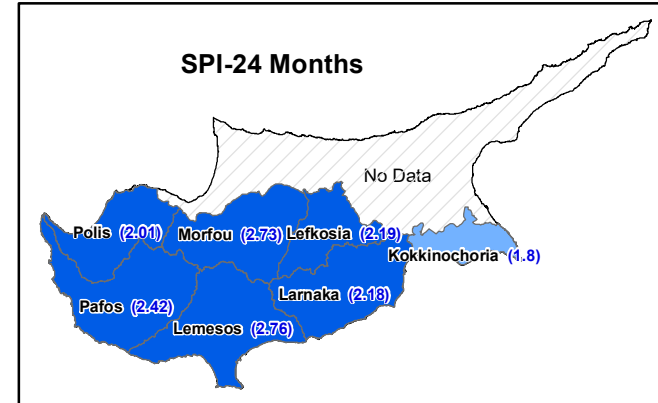 SPI-24 Months
No Data
Polis (2.01)
Morfou (2.73)
Lefkosia (2.19)
Kokkinochoria (1.8)
Pafos (2.42)
Larnaka (2.18)
Lemesos (2.76)